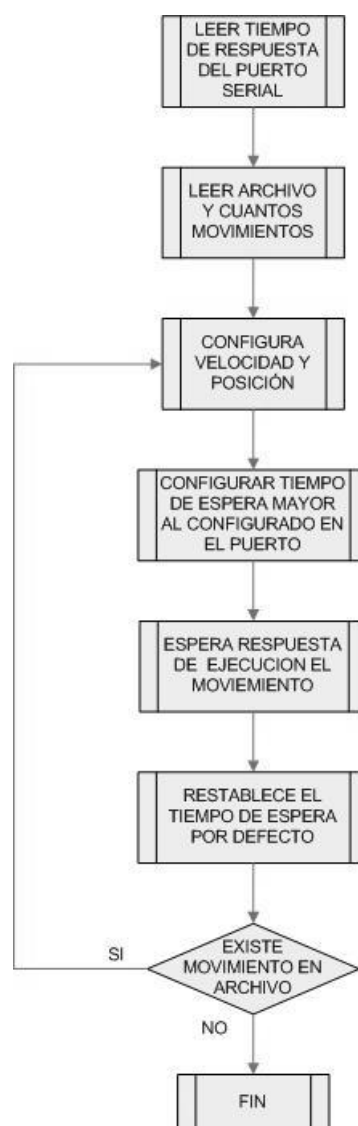 LEER TIEMPO
DE RESPUESTA
DEL PUERTO
SERIAL
LEER ARCHIVO
Y CUANTOS
MOVIMIENTOS
CONFIGURA
VELOCIDAD Y
POSICIÓN
CONFIGURAR TIEMPO
DE ESPERA MAYOR
AL CONFIGURADO EN
EL PUERTO
ESPERA RESPUESTA
DE EJECUCION EL
MOVIEMIENTO
RESTABLECE EL
TIEMPO DE ESPERA
POR DEFECTO
SI
EXISTE
MOVIMIENTO EN
ARCHIVO
NO
FIN